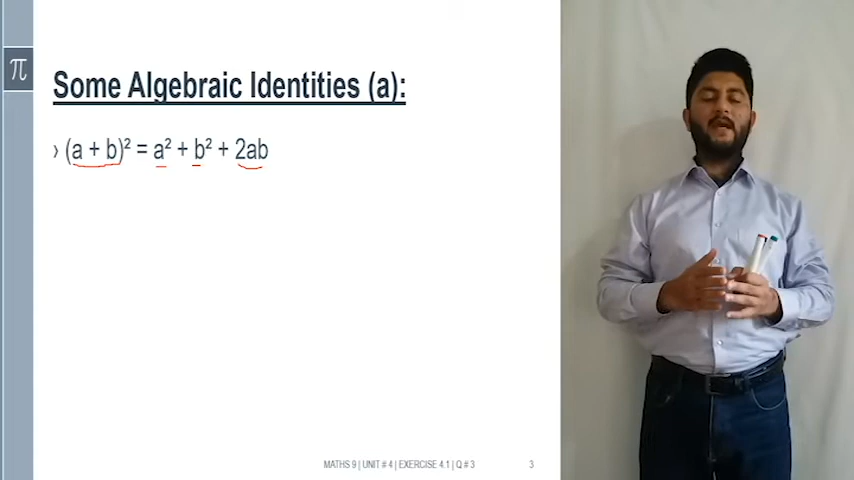 π
Some Algebraic Identities (a):
› (a + b)² = a² + b² + 2ab
MATHS 9 | UNIT # 4 | EXERCISE 4.1 | Q # 3 3